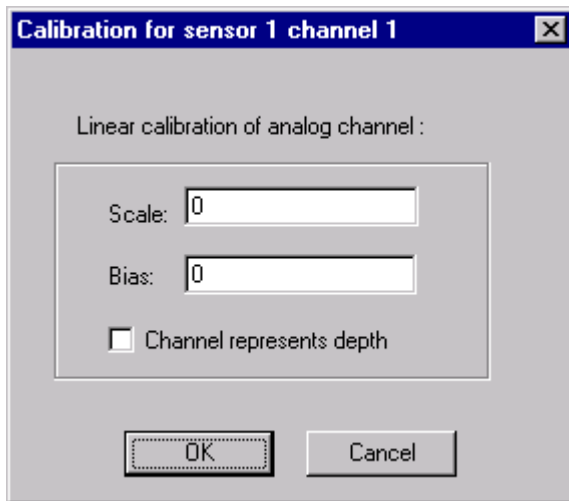 Calibration for sensor 1 channel 1
Linear calibration of analog channel :
Scale: 0
Bias: 0
Channel represents depth
OK Cancel